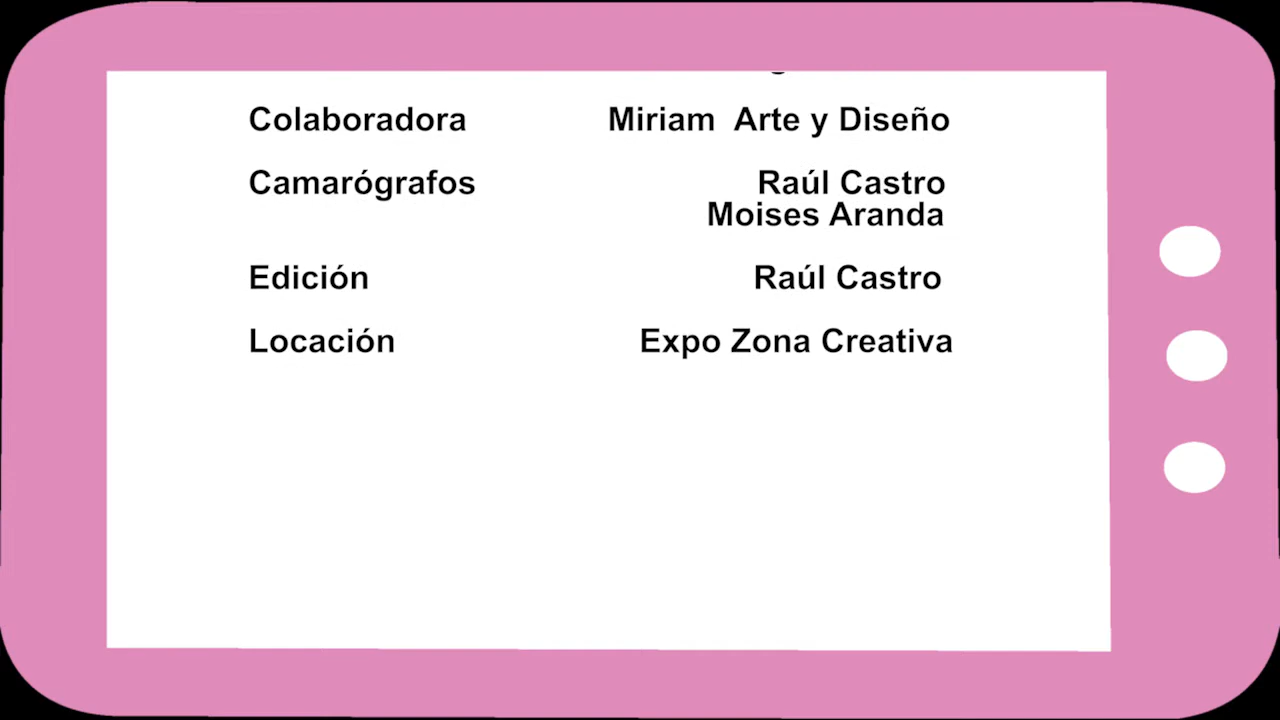 Colaboradora Miriam Arte y Diseño
Camarógrafos Raúl Castro
Moises Aranda
Edición Raúl Castro
Locación Expo Zona Creativa